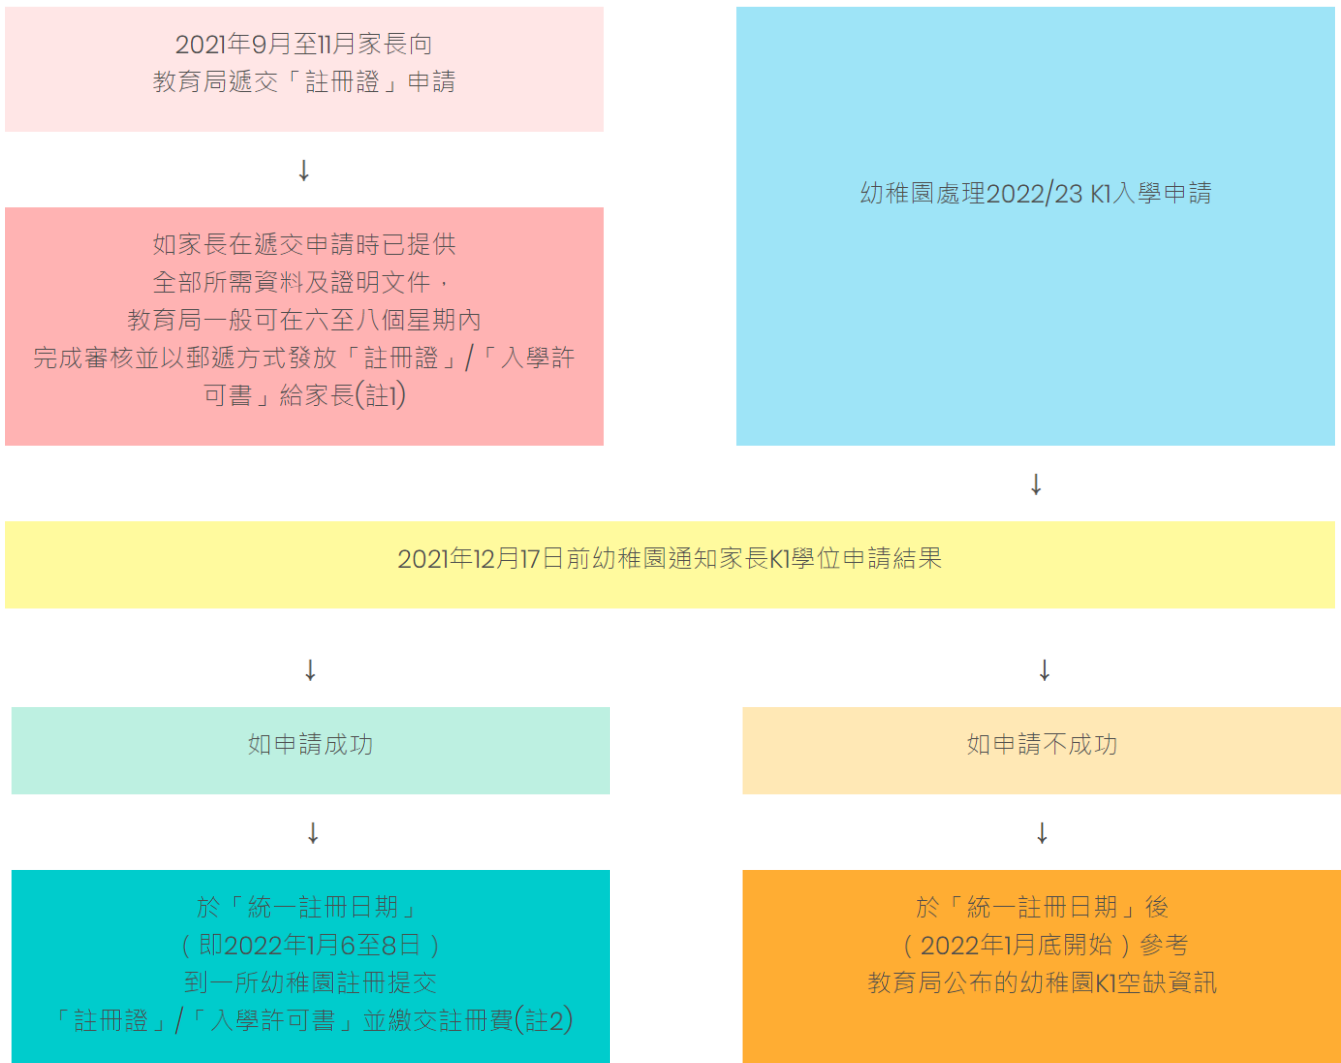 2021年9月至11月家長向
教育局遞交「註冊證」申請
↓
如家長在遞交申請時已提供
全部所需資料及證明文件，
教育局一般可在六至八個星期內
完成審核並以郵遞方式發放「註冊證」/「入學許
可書」給家長(註1)
幼稚園處理2022/23 K1入學申請
↓
2021年12月17日前幼稚園通知家長K1學位申請結果
↓
↓
如申請成功
如申請不成功
↓
↓
於「統一註冊日期」
（即2022年1月6至8日）
到一所幼稚園註冊提交
「註冊證」/「入學許可書」並繳交註冊費(註2)
於「統一註冊日期」後
（2022年1月底開始）參考
教育局公布的幼稚園K1空缺資訊